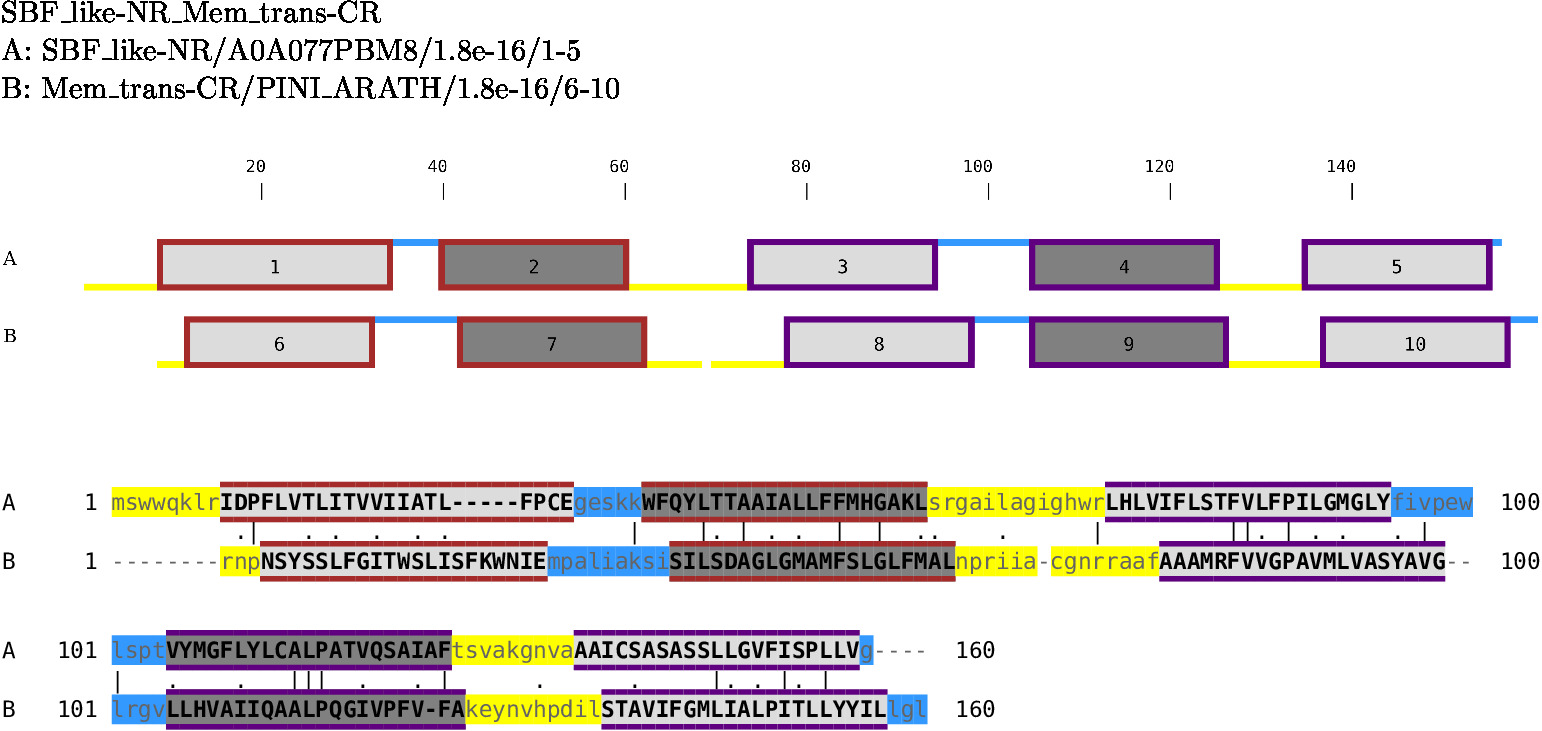 SBF_like-NR_Mem_trans-CR
A: SBF_like-NR/A0A077PBM8/1.8e-16/1-5
B: Mem_trans-CR/PINI_ARATH/1.8e-16/6-10
20 40 60 80 100 120 140
A 1 2 3 4 5
B 6 7 8 9 10
A 1 mswwqklrIDPFLVTLITVVIIATL-----FPCEgeskkWFQYLTTAAIALLFFMHGAKLsrgailagighwrLHLVIFLSTFVLFPILGMGLYfivpew 100
B 1 --------rnpNSYSSLFGITWSLISFKWNIEmpaliaksiSILSDAGLGMAMFSLGLFMALnpriia-cgnrraafAAAMRFVVGPAVMLVASYAVG-- 100
A 101 lsptVYMGFLYLCALPATVQSAIAFtsvakgnvaAAICSASASSLLGVFISPLLVg---- 160
B 101 lrgvLLHVAIIQAALPQGIVPFV-FAkeynvhpdilSTAVIFGMLIALPITLLYYILlgl 160